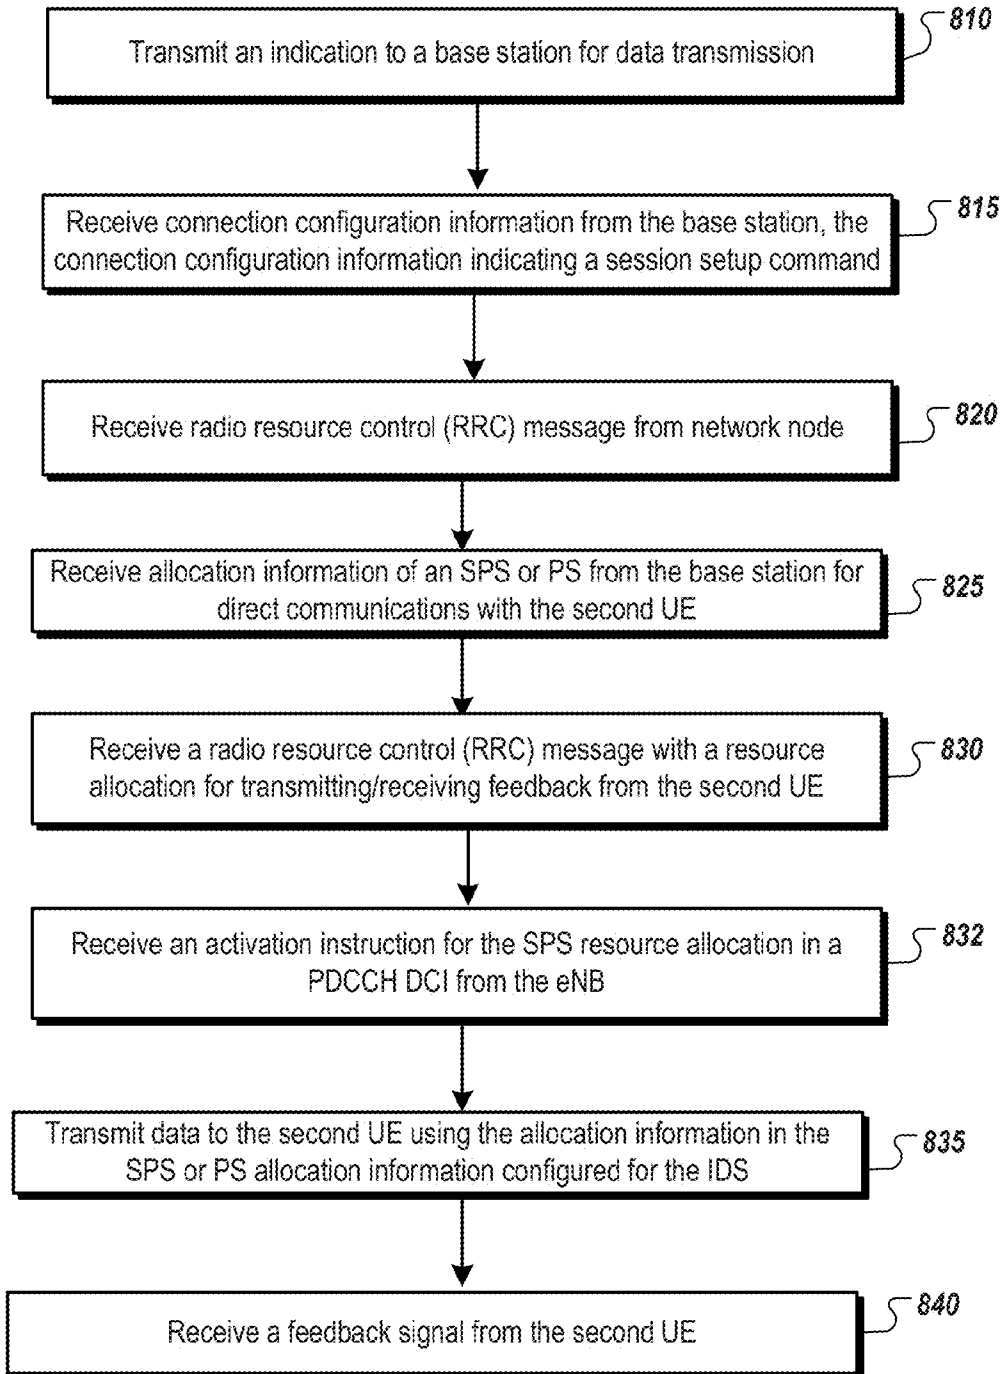 Transmit an indication to a base station for data transmission
810
Receive connection configuration information from the base station, the
connection configuration information indicating a session setup command
815
Receive radio resource control (RRC) message from network node
820
Receive allocation information of an SPS or PS from the base station for
direct communications with the second UE
825
Receive a radio resource control (RRC) message with a resource
allocation for transmitting/receiving feedback from the second UE
830
Receive an activation instruction for the SPS resource allocation in a
PDCCH DCI from the eNB
832
Transmit data to the second UE using the allocation information in the
SPS or PS allocation information configured for the IDS
835
Receive a feedback signal from the second UE
840